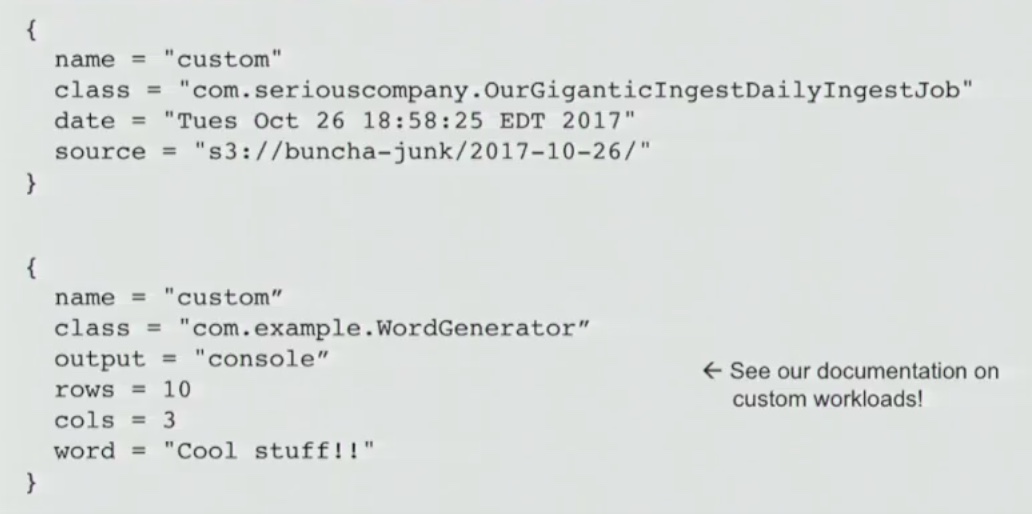 {
name = "custom"
class = "com.seriouscompany.OurGiganticIngestDailyIngestJob"
date = "Tues Oct 26 18:58:25 EDT 2017"
source = "s3://buncha-junk/2017-10-26/"
}
{
name = "custom”
class = "com.example.WordGenerator”
output = "console”
rows = 10
cols = 3
word = "Cool stuff!!"
}
← See our documentation on
custom workloads!